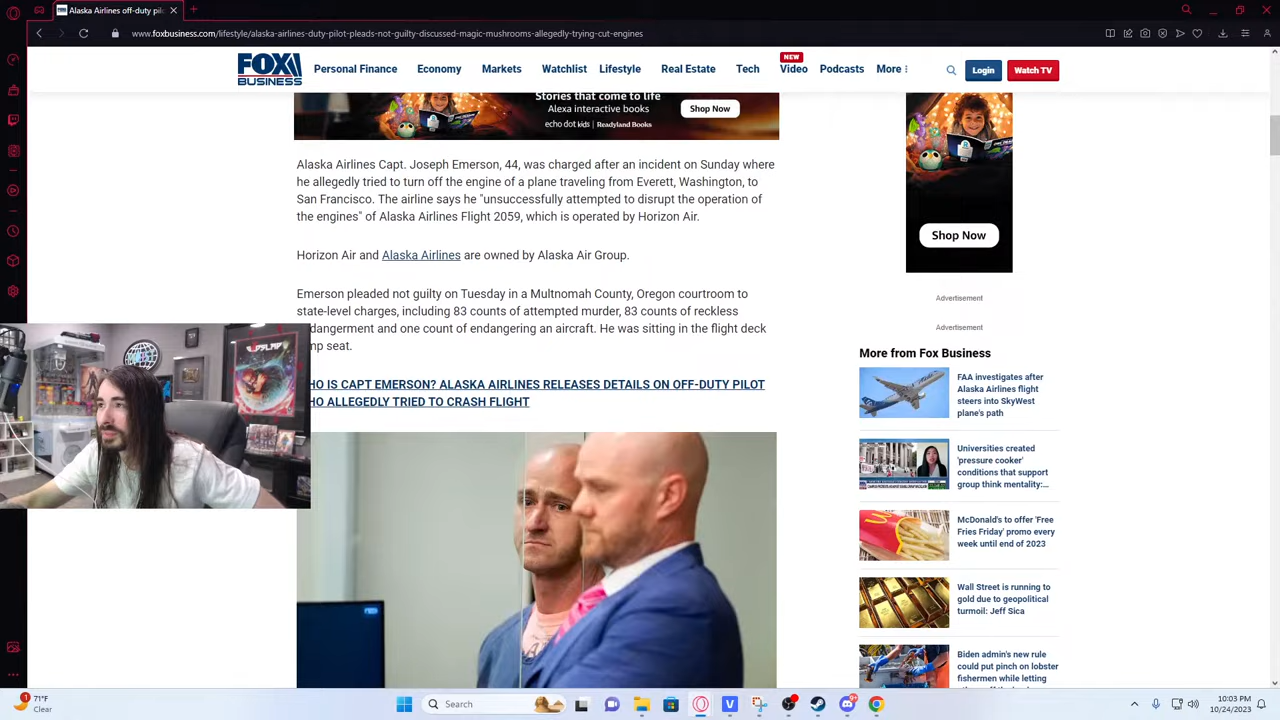 alaska-airlines-off-duty-pilot
www.foxbusiness.com/lifestyle/alaska-airlines-duty-pilot-pleads-not-guilty-discussed-magic-mushrooms-allegedly-trying-cut-engines
FOX BUSINESS
Personal Finance
Economy
Markets
Watchlist
Lifestyle
Real Estate
Tech
NEW
Video
Podcasts
More
Login
Watch TV
Stories that come to life
Alexa interactive books
echo dot kids | Readyland Books
Shop Now
Alaska Airlines Capt. Joseph Emerson, 44, was charged after an incident on Sunday where
he allegedly tried to turn off the engine of a plane traveling from Everett, Washington, to
San Francisco. The airline says he "unsuccessfully attempted to disrupt the operation of
the engines" of Alaska Airlines Flight 2059, which is operated by Horizon Air.
Horizon Air and Alaska Airlines are owned by Alaska Air Group.
Emerson pleaded not guilty on Tuesday in a Multnomah County, Oregon courtroom to
state-level charges, including 83 counts of attempted murder, 83 counts of reckless
ndangerment and one count of endangering an aircraft. He was sitting in the flight deck
mp seat.
HO IS CAPT EMERSON? ALASKA AIRLINES RELEASES DETAILS ON OFF-DUTY PILOT
HO ALLEGEDLY TRIED TO CRASH FLIGHT
Shop Now
Advertisement
Advertisement
More from Fox Business
FAA investigates after
Alaska Airlines flight
steers into SkyWest
plane's path
Universities created
'pressure cooker'
conditions that support
group think mentality:...
McDonald's to offer 'Free
Fries Friday' promo every
week until end of 2023
Wall Street is running to
gold due to geopolitical
turmoil: Jeff Sica
Biden admin's new rule
could put pinch on lobster
fishermen while letting
1
71°F
Clear
Search
99+
10:03 PM
10/24/2023